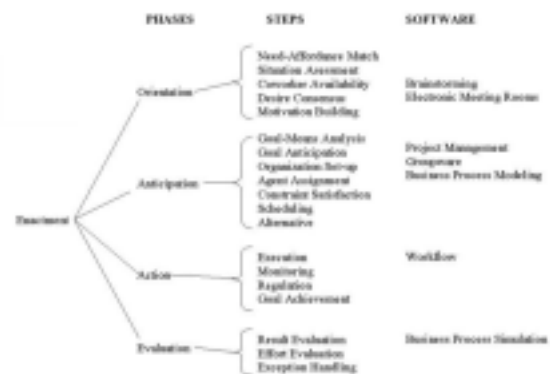 PHASES STEPS SOFTWARE
Need-Affordance Match
Situation Assesment
Coworker Availability Brainstorming
Orientation
Desire Consensus Electronic Meeting Rooms
Motivation Building
Goal-Means Analysis Project Management
Goal Anticipation Groupware
Organization Set-up Business Process Modeling
Anticipation Agent Assignment
Constraint Satisfaction
Scheduling
Alternative
Enactment
Execution Workflow
Monitoring
Action Regulation
Goal Achievement
Result Evaluation Business Process Simulation
Evaluation Effort Evaluation
Exception Handling